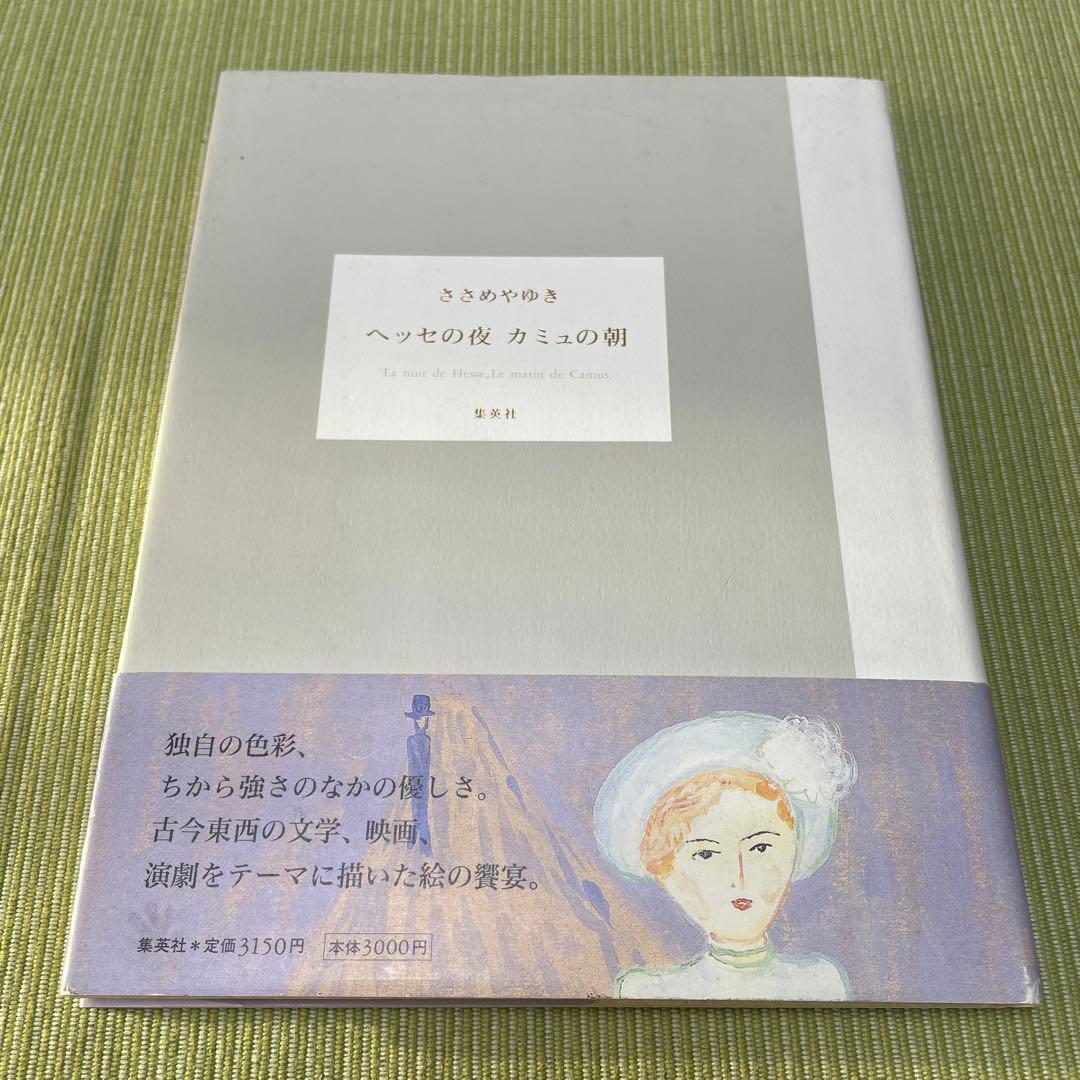 ささめやゆき
ヘッセの夜 カミュの朝
La nuit de Hesse, Le matin de Camus.
集英社
独自の色彩、
ちから強さのなかの優しさ。
古今東西の文学、映画、
演劇をテーマに描いた絵の饗宴。
集英社*定価3150円 本体3000円